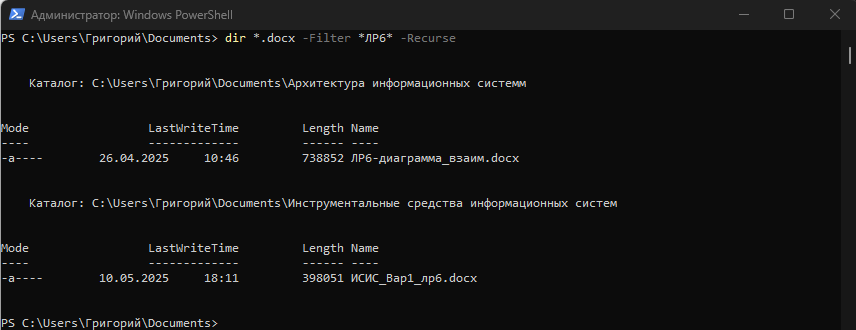 Администратор: Windows PowerShell
PS C:\Users\Григорий\Documents> dir *.docx -Filter *ЛР6* -Recurse
Каталог: C:\Users\Григорий\Documents\Архитектура информационных системм
Mode LastWriteTime Length Name
---- ------------- ------ ----
-a---- 26.04.2025 10:46 738852 ЛР6-диаграмма_взаим.docx
Каталог: C:\Users\Григорий\Documents\Инструментальные средства информационных систем
Mode LastWriteTime Length Name
---- ------------- ------ ----
-a---- 10.05.2025 18:11 398051 ИСИС_Вар1_лр6.docx
PS C:\Users\Григорий\Documents>